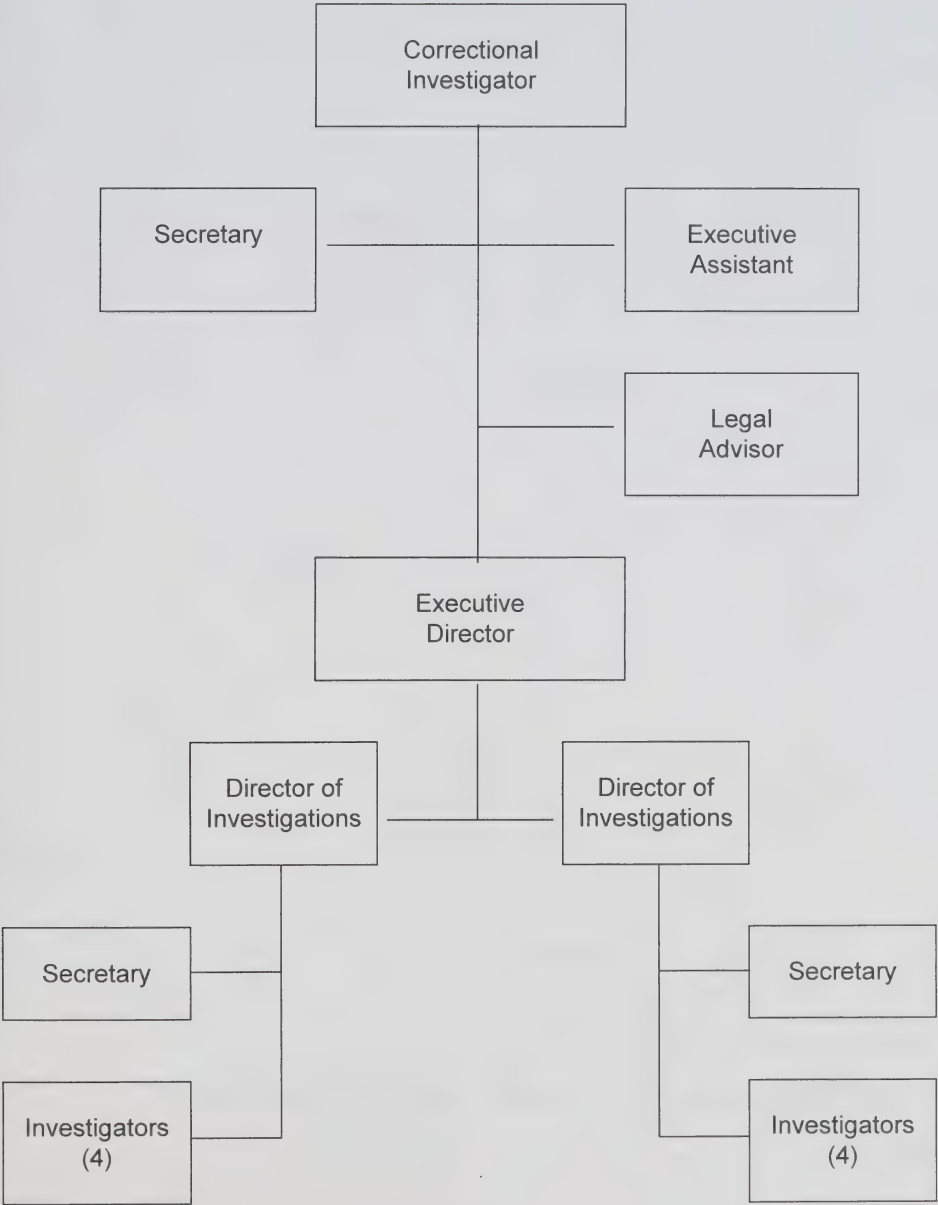 Correctional
Investigator
Secretary
Executive
Assistant
Legal
Advisor
Executive
Director
Director of
Investigations
Director of
Investigations
Secretary
Secretary
Investigators
(4)
Investigators
(4)